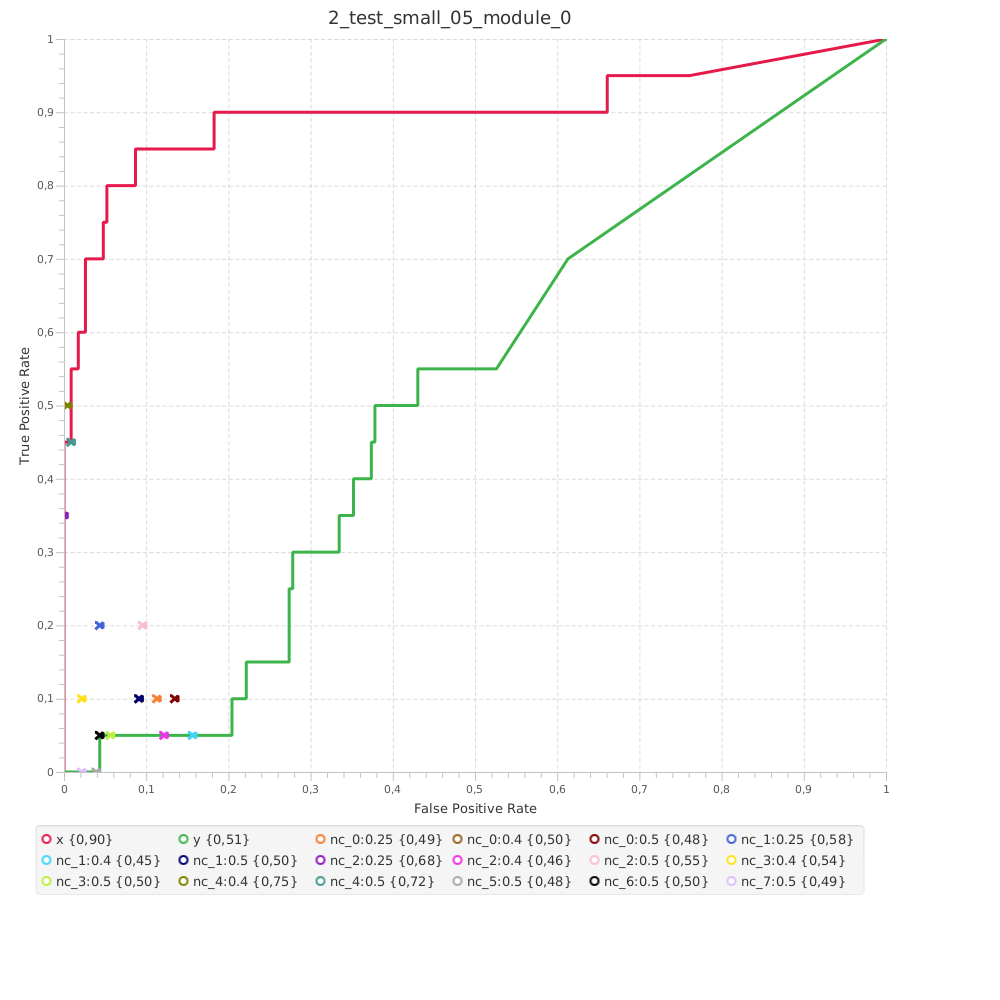 2_test_small_05_module_0
1
0,9
0,8
0,7
0,6
0,5
0,4
0,3
0,2
0,1
0
True Positive Rate
0 0,1 0,2 0,3 0,4 0,5 0,6 0,7 0,8 0,9 1
False Positive Rate
x {0,90} y {0,51} nc_0:0.25 {0,49} nc_0:0.4 {0,50} nc_0:0.5 {0,48} nc_1:0.25 {0,58}
nc_1:0.4 {0,45} nc_1:0.5 {0,50} nc_2:0.25 {0,68} nc_2:0.4 {0,46} nc_2:0.5 {0,55} nc_3:0.4 {0,54}
nc_3:0.5 {0,50} nc_4:0.4 {0,75} nc_4:0.5 {0,72} nc_5:0.5 {0,48} nc_6:0.5 {0,50} nc_7:0.5 {0,49}